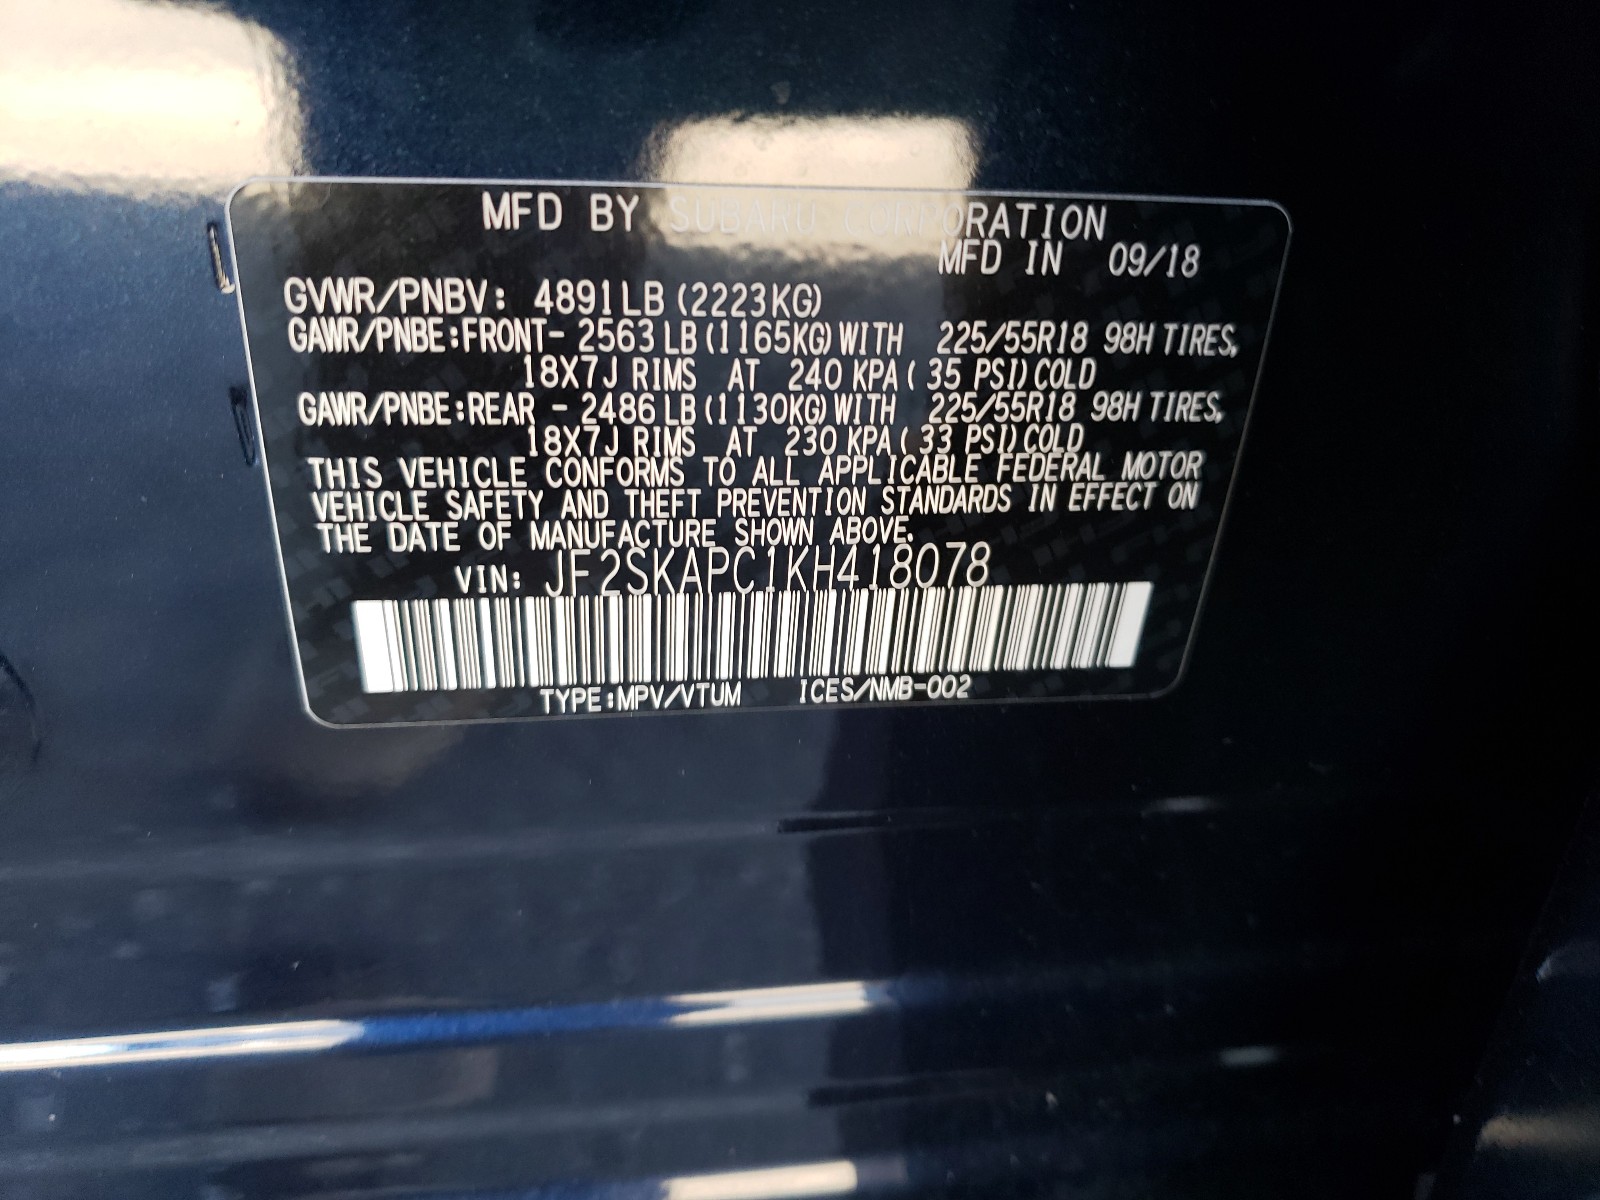 MFD BY SUBARU CORPORATION
MFD IN 09/18
GVWR/PNBV: 4891LB (2223KG)
GAWR/PNBE:FRONT- 2563LB (1165KG) WITH 225/55R18 98H TIRES,
18X7J RIMS AT 240 KPA ( 35 PSI) COLD
GAWR/PNBE:REAR - 2486LB (1130KG) WITH 225/55R18 98H TIRES,
18X7J RIMS AT 230 KPA ( 33 PSI) COLD
THIS VEHICLE CONFORMS TO ALL APPLICABLE FEDERAL MOTOR
VEHICLE SAFETY AND THEFT PREVENTION STANDARDS IN EFFECT ON
THE DATE OF MANUFACTURE SHOWN ABOVE.
VIN: JF2SKAPC1KH418078
TYPE:MPV/VTUM ICES/NMB-002